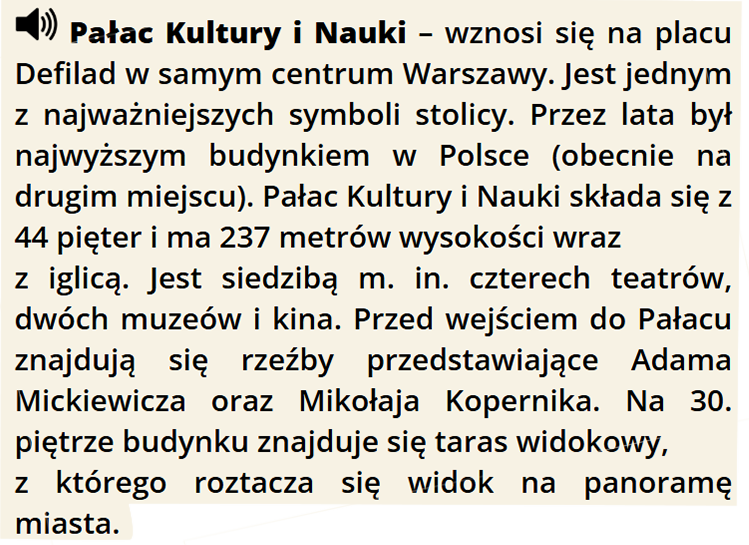 Pałac Kultury i Nauki – wznosi się na placu
Defilad w samym centrum Warszawy. Jest jednym
z najważniejszych symboli stolicy. Przez lata był
najwyższym budynkiem w Polsce (obecnie na
drugim miejscu). Pałac Kultury i Nauki składa się z
44 pięter i ma 237 metrów wysokości wraz
z iglicą. Jest siedzibą m. in. czterech teatrów,
dwóch muzeów i kina. Przed wejściem do Pałacu
znajdują się rzeźby przedstawiające Adama
Mickiewicza oraz Mikołaja Kopernika. Na 30.
piętrze budynku znajduje się taras widokowy,
z którego roztacza się widok na panoramę
miasta.